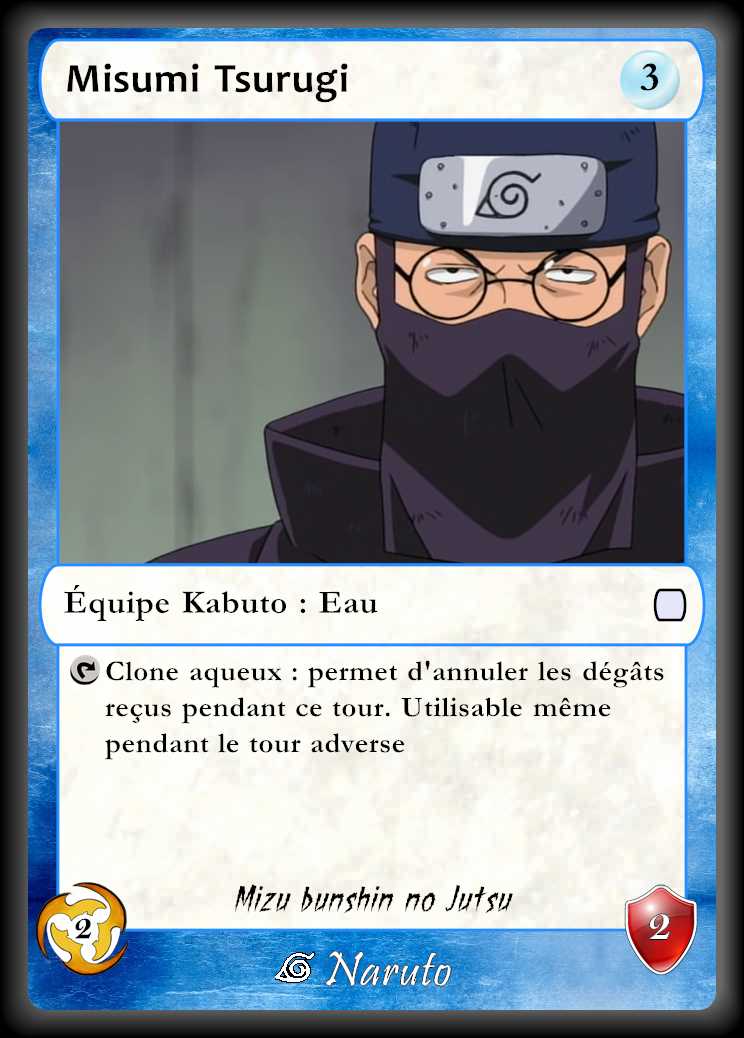 Misumi Tsurugi
3
Équipe Kabuto : Eau
Clone aqueux : permet d'annuler les dégâts
reçus pendant ce tour. Utilisable même
pendant le tour adverse
Mizu bunshin no Jutsu
2
2
Naruto